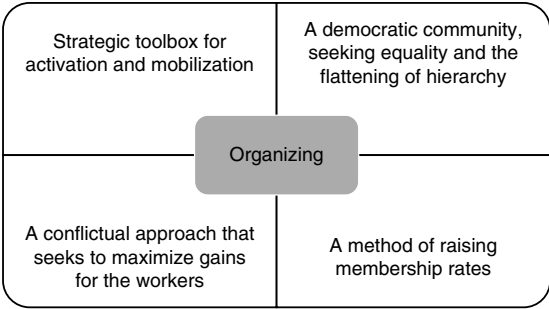 Strategic toolbox for
activation and mobilization
A democratic community,
seeking equality and the
flattening of hierarchy
Organizing
A conflictual approach that
seeks to maximize gains
for the workers
A method of raising
membership rates